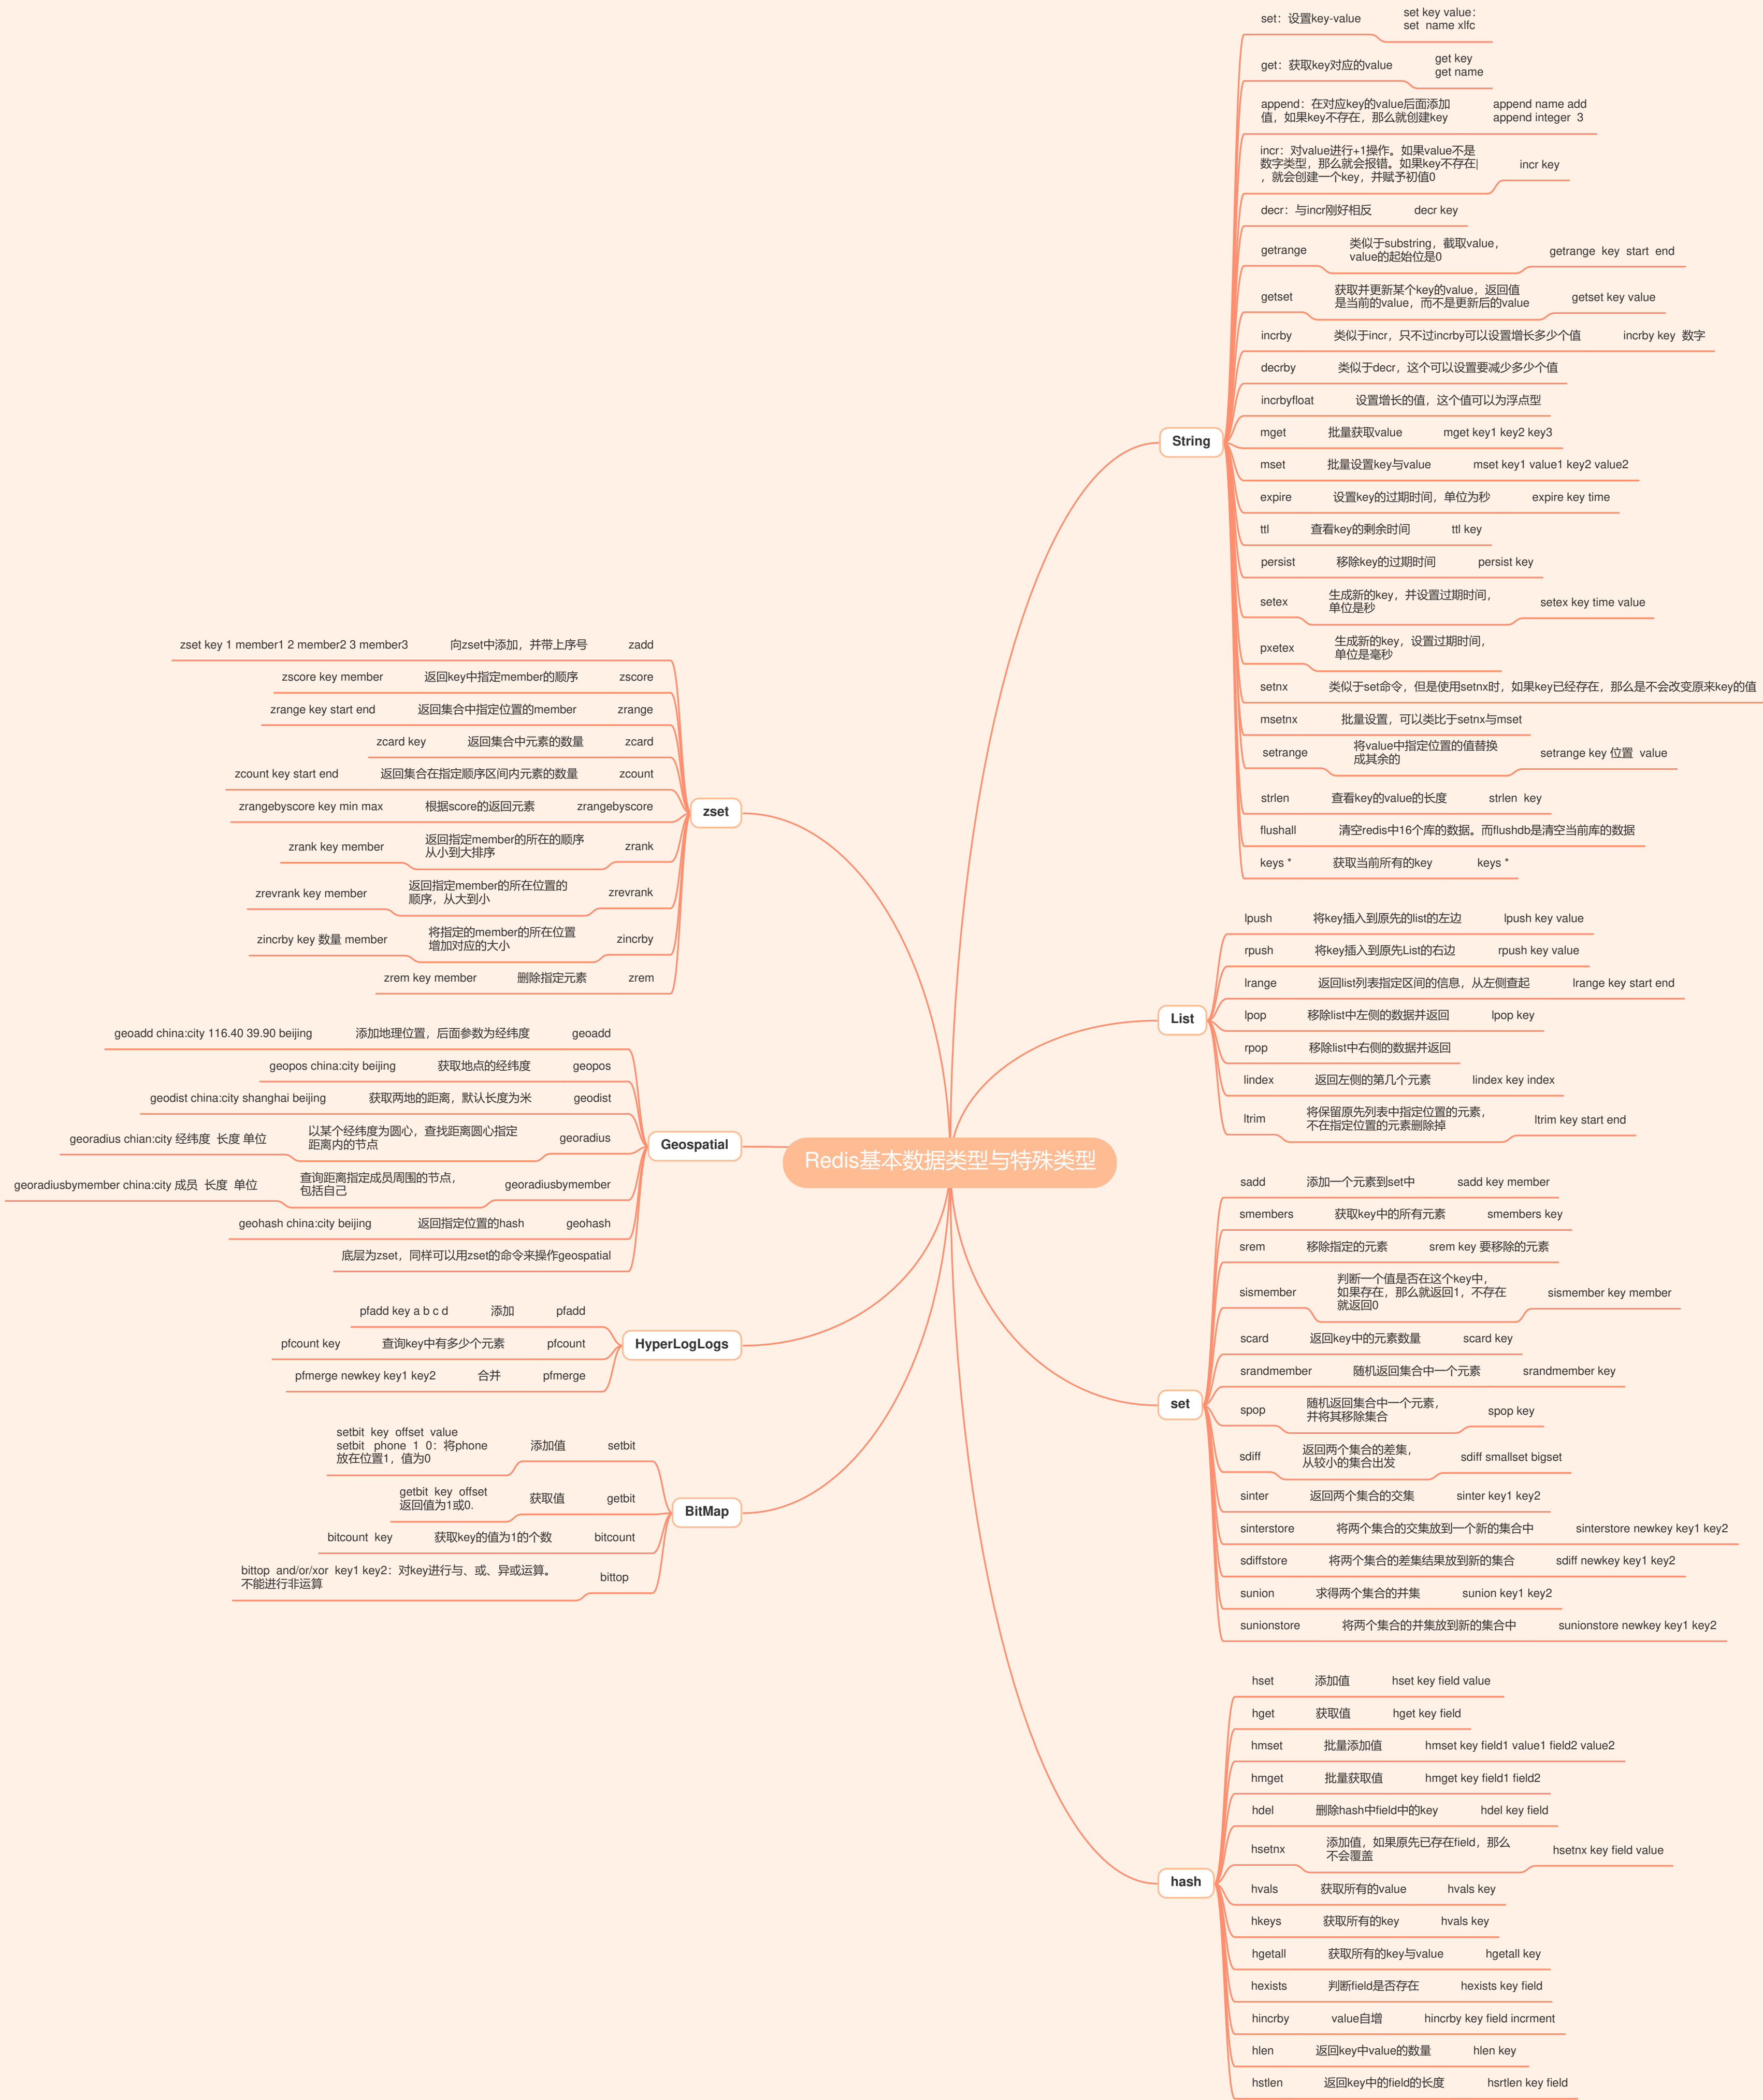 Redis基本数据类型与特殊类型
String
set：设置key-value
set key value：
set name xlfc
get：获取key对应的value
get key
get name
append：在对应key的value后面添加
值，如果key不存在，那么就创建key
append name add
append integer 3
incr：对value进行+1操作。如果value不是
数字类型，那么就会报错。如果key不存在|
，就会创建一个key，并赋予初值0
incr key
decr：与incr刚好相反
decr key
getrange
类似于substring，截取value，
value的起始位是0
getrange key start end
getset
获取并更新某个key的value，返回值
是当前的value，而不是更新后的value
getset key value
incrby
类似于incr，只不过incrby可以设置增长多少个值
incrby key 数字
decrby
类似于decr，这个可以设置要减少多少个值
incrbyfloat
设置增长的值，这个值可以为浮点型
mget
批量获取value
mget key1 key2 key3
mset
批量设置key与value
mset key1 value1 key2 value2
expire
设置key的过期时间，单位为秒
expire key time
ttl
查看key的剩余时间
ttl key
persist
移除key的过期时间
persist key
setex
生成新的key，并设置过期时间，
单位是秒
setex key time value
pxetex
生成新的key，设置过期时间，
单位是毫秒
setnx
类似于set命令，但是使用setnx时，如果key已经存在，那么是不会改变原来key的值
msetnx
批量设置，可以类比于setnx与mset
setrange
将value中指定位置的值替换
成其余的
setrange key 位置 value
strlen
查看key的value的长度
strlen key
flushall
清空redis中16个库的数据。而flushdb是清空当前库的数据
keys *
获取当前所有的key
keys *
List
lpush
将key插入到原先的list的左边
lpush key value
rpush
将key插入到原先List的右边
rpush key value
lrange
返回list列表指定区间的信息，从左侧查起
lrange key start end
lpop
移除list中左侧的数据并返回
lpop key
rpop
移除list中右侧的数据并返回
lindex
返回左侧的第几个元素
lindex key index
ltrim
将保留原先列表中指定位置的元素，
不在指定位置的元素删除掉
ltrim key start end
set
sadd
添加一个元素到set中
sadd key member
smembers
获取key中的所有元素
smembers key
srem
移除指定的元素
srem key 要移除的元素
sismember
判断一个值是否在这个key中，
如果存在，那么就返回1，不存在
就返回0
sismember key member
scard
返回key中的元素数量
scard key
srandmember
随机返回集合中一个元素
srandmember key
spop
随机返回集合中一个元素，
并将其移除集合
spop key
sdiff
返回两个集合的差集，
从较小的集合出发
sdiff smallset bigset
sinter
返回两个集合的交集
sinter key1 key2
sinterstore
将两个集合的交集放到一个新的集合中
sinterstore newkey key1 key2
sdiffstore
将两个集合的差集结果放到新的集合
sdiff newkey key1 key2
sunion
求得两个集合的并集
sunion key1 key2
sunionstore
将两个集合的并集放到新的集合中
sunionstore newkey key1 key2
hash
hset
添加值
hset key field value
hget
获取值
hget key field
hmset
批量添加值
hmset key field1 value1 field2 value2
hmget
批量获取值
hmget key field1 field2
hdel
删除hash中field中的key
hdel key field
hsetnx
添加值，如果原先已存在field，那么
不会覆盖
hsetnx key field value
hvals
获取所有的value
hvals key
hkeys
获取所有的key
hvals key
hgetall
获取所有的key与value
hgetall key
hexists
判断field是否存在
hexists key field
hincrby
value自增
hincrby key field incrment
hlen
返回key中value的数量
hlen key
hstlen
返回key中的field的长度
hsrtlen key field
zset
zadd
向zset中添加，并带上序号
zset key 1 member1 2 member2 3 member3
zscore
返回key中指定member的顺序
zscore key member
zrange
返回集合中指定位置的member
zrange key start end
zcard
返回集合中元素的数量
zcard key
zcount
返回集合在指定顺序区间内元素的数量
zcount key start end
zrangebyscore
根据score的返回元素
zrangebyscore key min max
zrank
返回指定member的所在的顺序
从小到大排序
zrank key member
zrevrank
返回指定member的所在位置的
顺序，从大到小
zrevrank key member
zincrby
将指定的member的所在位置
增加对应的大小
zincrby key 数量 member
zrem
删除指定元素
zrem key member
Geospatial
geoadd
添加地理位置，后面参数为经纬度
geoadd china:city 116.40 39.90 beijing
geopos
获取地点的经纬度
geopos china:city beijing
geodist
获取两地的距离，默认长度为米
geodist china:city shanghai beijing
georadius
以某个经纬度为圆心，查找距离圆心指定
距离内的节点
georadius chian:city 经纬度 长度 单位
georadiusbymember
查询距离指定成员周围的节点，
包括自己
georadiusbymember china:city 成员 长度 单位
geohash
返回指定位置的hash
geohash china:city beijing
底层为zset，同样可以用zset的命令来操作geospatial
HyperLogLogs
pfadd
添加
pfadd key a b c d
pfcount
查询key中有多少个元素
pfcount key
pfmerge
合并
pfmerge newkey key1 key2
BitMap
setbit
添加值
setbit key offset value
setbit phone 1 0：将phone
放在位置1，值为0
getbit
获取值
getbit key offset
返回值为1或0.
bitcount
获取key的值为1的个数
bitcount key
bittop
bittop and/or/xor key1 key2：对key进行与、或、异或运算。
不能进行非运算